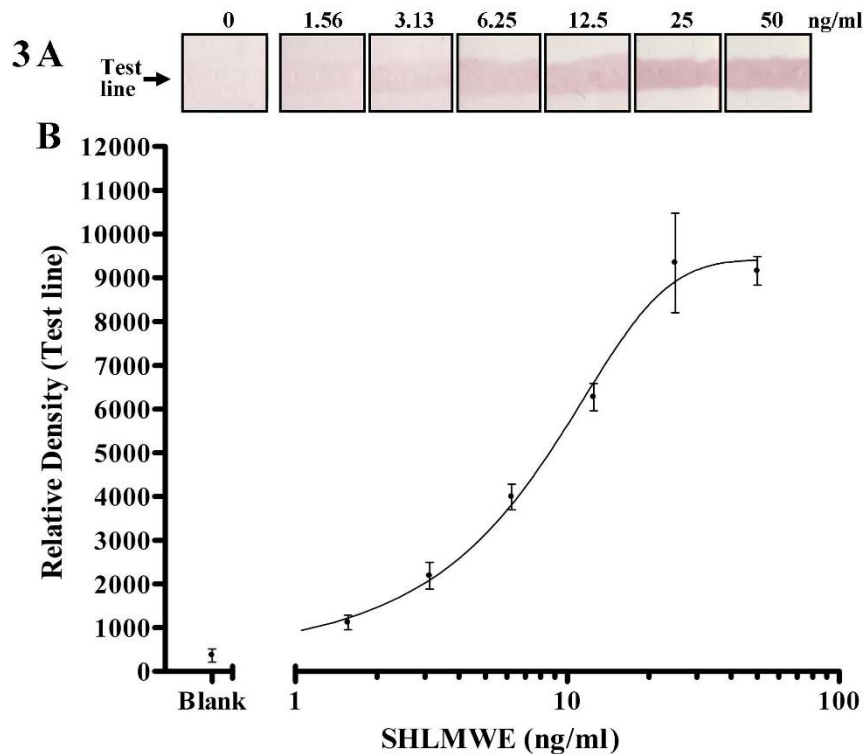 0 1.56 3.13 6.25 12.5 25 50 ng/ml
3 A
Test
line
B
12000
11000
10000
9000
8000
7000
6000
5000
4000
3000
2000
1000
0
Relative Density (Test line)
Blank 1 10 100
SHLMWE (ng/ml)